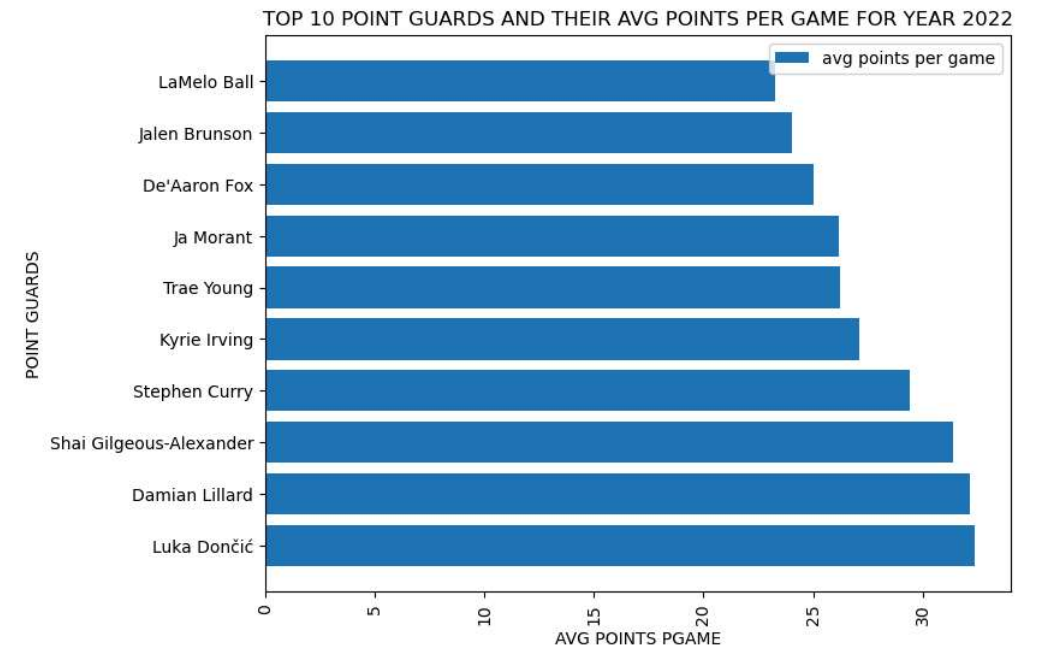 TOP 10 POINT GUARDS AND THEIR AVG POINTS PER GAME FOR YEAR 2022
avg points per game
LaMelo Ball
Jalen Brunson
De'Aaron Fox
Ja Morant
Trae Young
Kyrie Irving
Stephen Curry
Shai Gilgeous-Alexander
Damian Lillard
Luka Dončić
POINT GUARDS
0 5 10 15 20 25 30
AVG POINTS PGAME